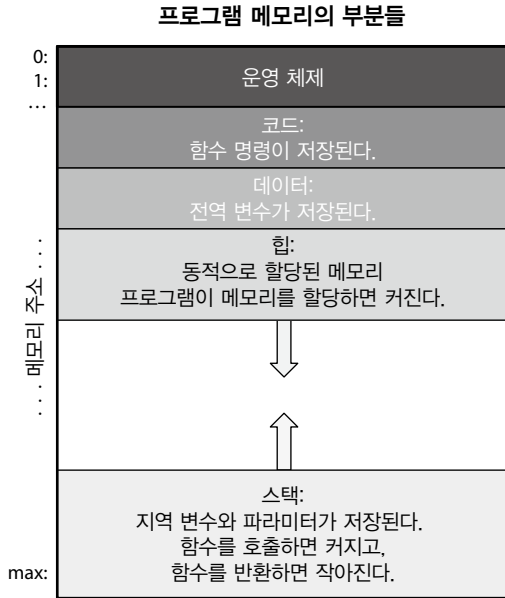 프로그램 메모리의 부분들
0:
1:
...
운영 체제
코드:
함수 명령이 저장된다.
데이터:
전역 변수가 저장된다.
힙:
동적으로 할당된 메모리
프로그램이 메모리를 할당하면 커진다.
. . . . 메모리 주소 . . . .
스택:
지역 변수와 파라미터가 저장된다.
함수를 호출하면 커지고,
함수를 반환하면 작아진다.
max: